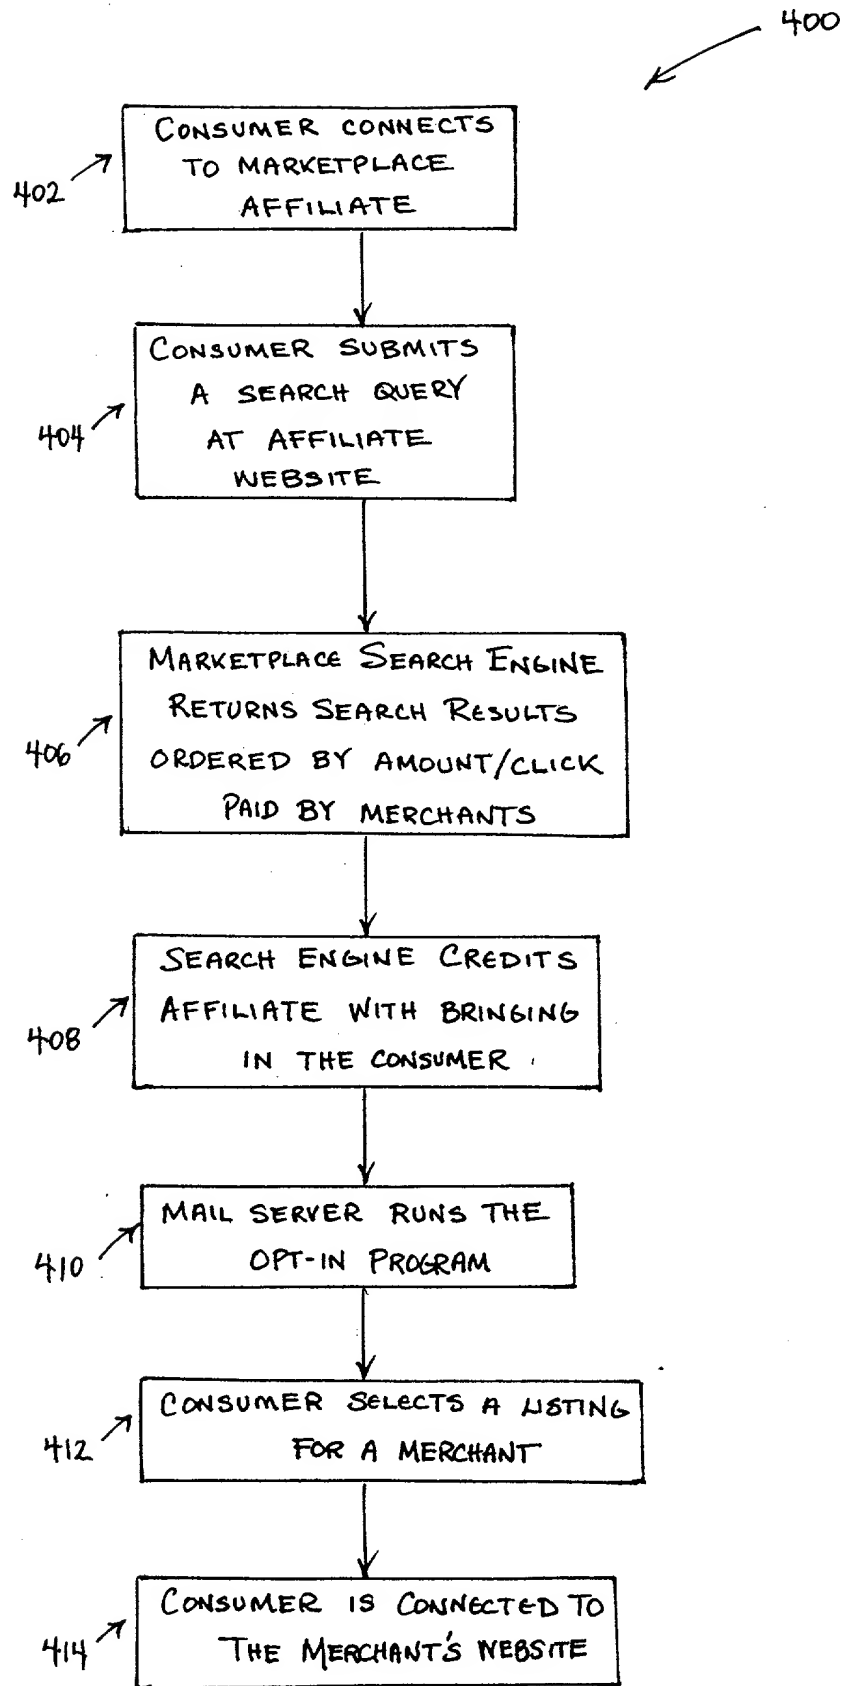 400
CONSUMER CONNECTS
TO MARKETPLACE
AFFILIATE
402
CONSUMER SUBMITS
A SEARCH QUERY
AT AFFILIATE
WEBSITE
404
MARKETPLACE SEARCH ENGINE
RETURNS SEARCH RESULTS
ORDERED BY AMOUNT/CLICK
PAID BY MERCHANTS
406
SEARCH ENGINE CREDITS
AFFILIATE WITH BRINGING
IN THE CONSUMER
408
MAIL SERVER RUNS THE
OPT-IN PROGRAM
410
CONSUMER SELECTS A LISTING
FOR A MERCHANT
412
CONSUMER IS CONNECTED TO
THE MERCHANT'S WEBSITE
414